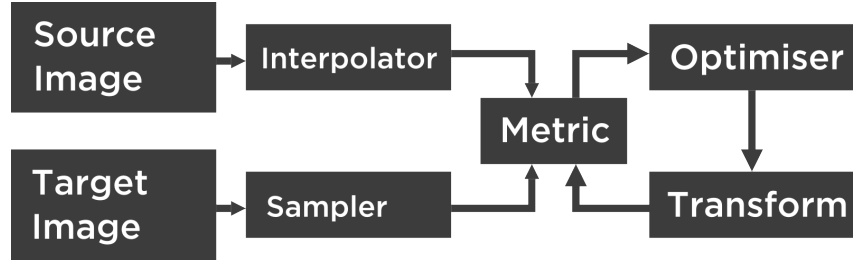 Source
Image
Interpolator
Optimiser
Metric
Target
Image
Sampler
Transform